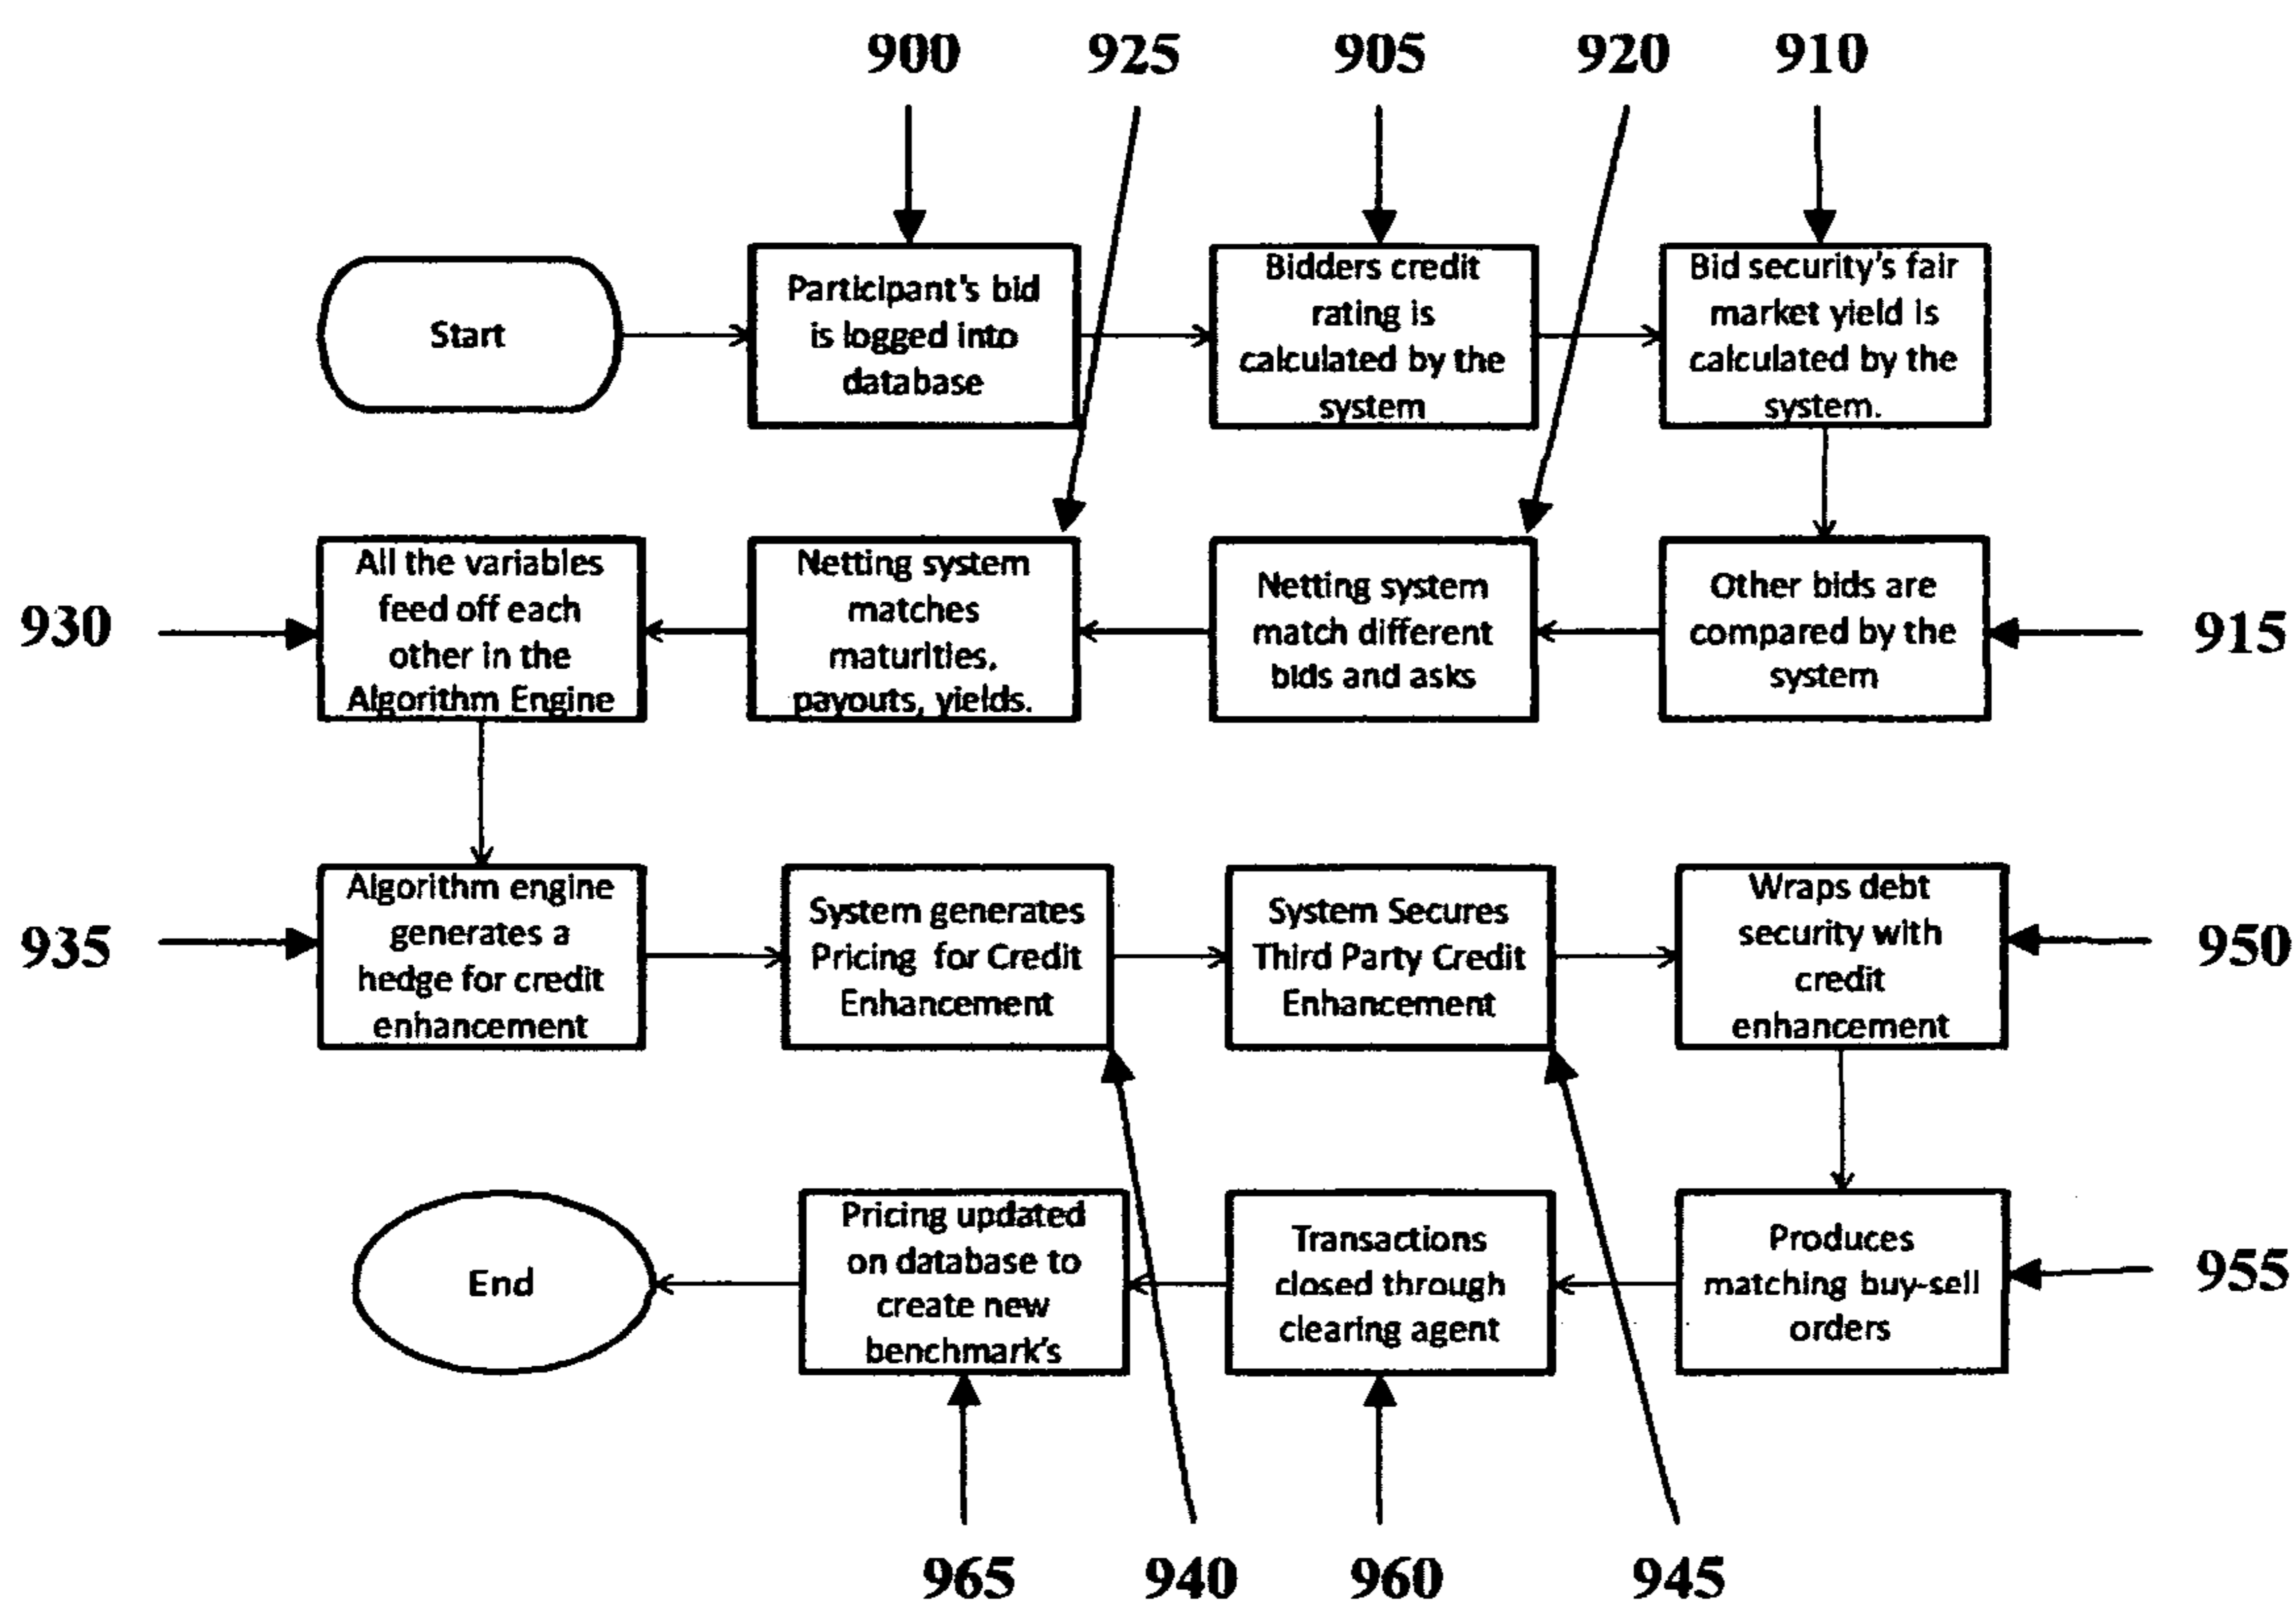 900
925
905
920
910
Start
Participant's bid
is logged into
database
Bidders credit
rating is
calculated by the
system
Bid security's fair
market yield is
calculated by the
system.
930
All the variables
feed off each
other in the
Algorithm Engine
Netting system
matches
maturities,
payouts, yields.
Netting system
match different
bids and asks
Other bids are
compared by the
system
915
935
Algorithm engine
generates a
hedge for credit
enhancement
System generates
Pricing for Credit
Enhancement
System Secures
Third Party Credit
Enhancement
Wraps debt
security with
credit
enhancement
950
End
Pricing updated
on database to
create new
benchmark's
Transactions
closed through
clearing agent
Produces
matching buy-sell
orders
955
965
940
960
945